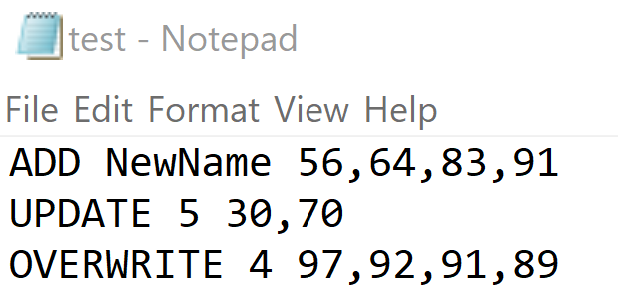 test - Notepad
File Edit Format View Help
ADD NewName 56,64,83,91
UPDATE 5 30,70
OVERWRITE 4 97,92,91,89